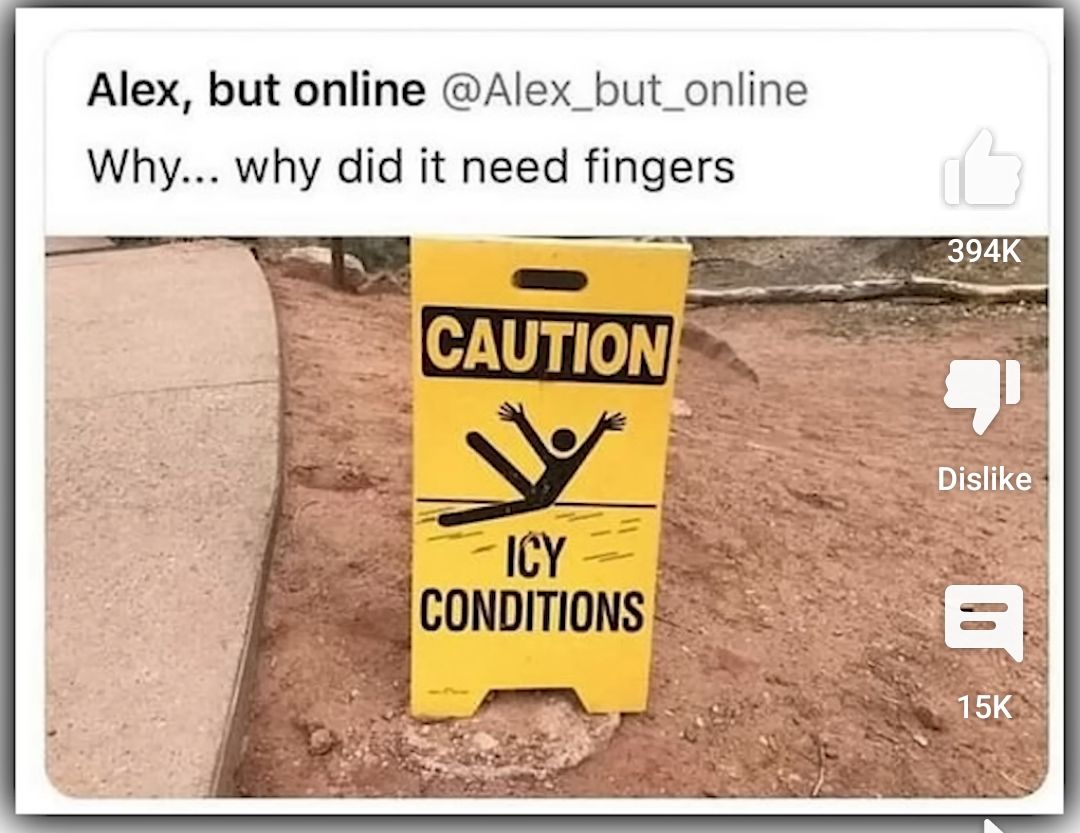 Alex, but online @Alex_but_online
Why... why did it need fingers
394K
CAUTION
Dislike
ICY
CONDITIONS
15K